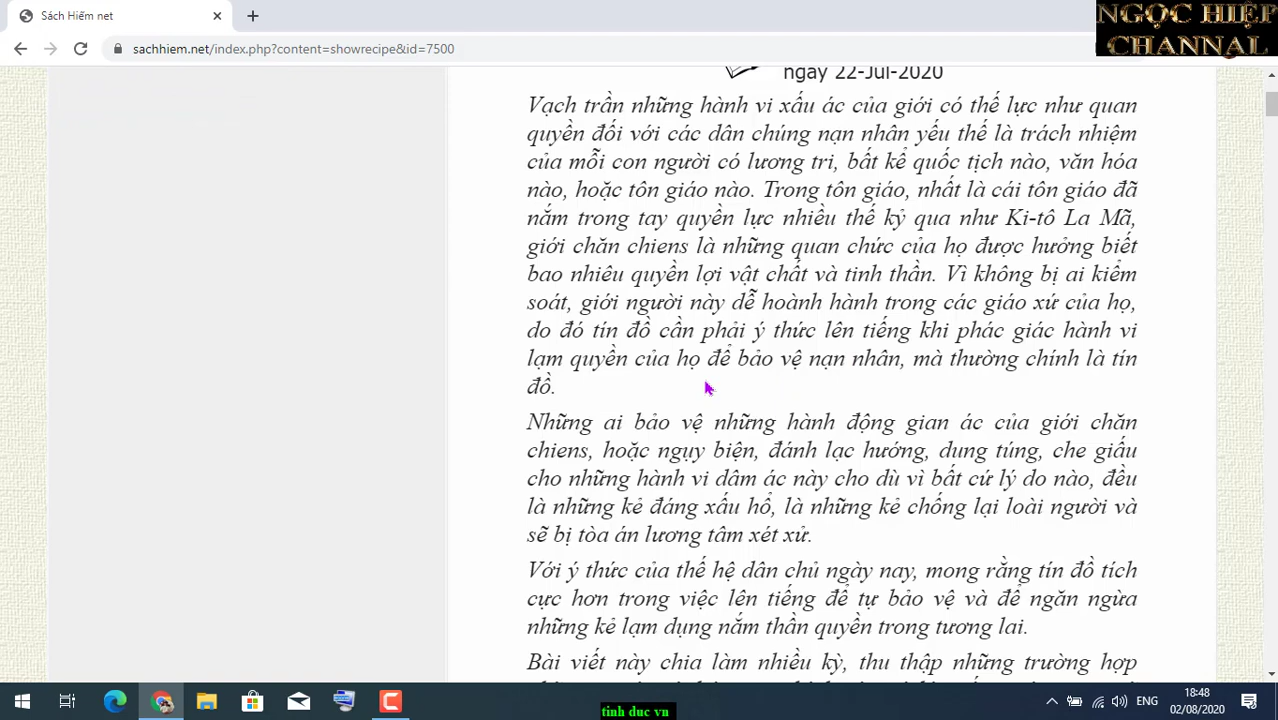 Sách Hiếm net
NGỌC HIỆP
CHANNAL
sachhiem.net/index.php?content=showrecipe&id=7500
ngày 22-Jul-2020
Vạch trần những hành vi xấu ác của giới có thế lực như quan
quyền đối với các dân chúng nạn nhân yếu thế là trách nhiệm
của mỗi con người có lương tri, bất kể quốc tịch nào, văn hóa
nào, hoặc tôn giáo nào. Trong tôn giáo, nhất là cái tôn giáo đã
nắm trong tay quyền lực nhiều thế kỷ qua như Ki-tô La Mã,
giới chăn chiens là những quan chức của họ được hưởng biết
bao nhiêu quyền lợi vật chất và tinh thần. Vì không bị ai kiểm
soát, giới người này dễ hoành hành trong các giáo xứ của họ,
do đó tín đồ cần phải ý thức lên tiếng khi phác giác hành vi
lạm quyền của họ để bảo vệ nạn nhân, mà thường chính là tín
đồ.
Những ai bảo vệ những hành động gian ác của giới chăn
chiens, hoặc ngụy biện, đánh lạc hướng, dung túng, che giấu
cho những hành vi dâm ác này cho dù vì bất cứ lý do nào, đều
là những kẻ đáng xấu hổ, là những kẻ chống lại loài người và
sẽ bị tòa án lương tâm xét xử.
Với ý thức của thế hệ dân chủ ngày nay, mong rằng tín đồ tích
cực hơn trong việc lên tiếng để tự bảo vệ và để ngăn ngừa
những kẻ lạm dụng nắm thần quyền trong tương lai.
Bài viết này chia làm nhiều kỳ, thu thập những trường hợp
ENG
18:48
02/08/2020
tinh duc vn